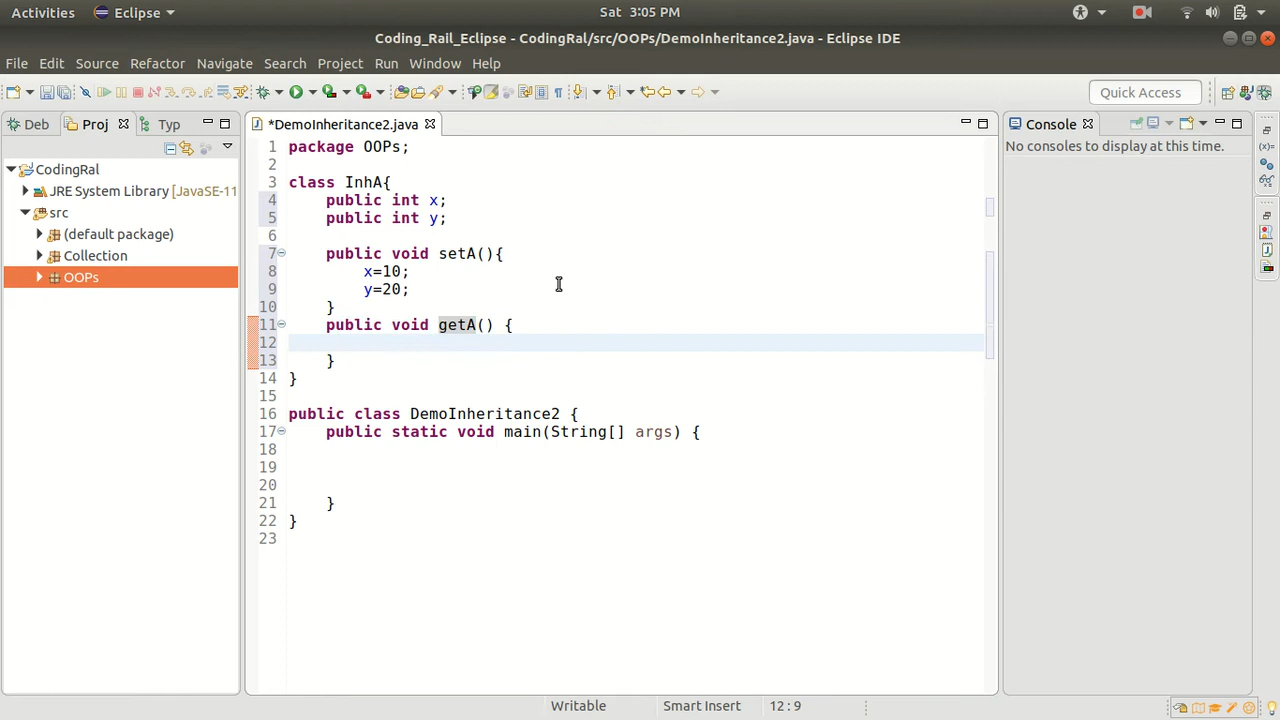 Activities Eclipse Sat 3:05 PM
Coding_Rail_Eclipse - CodingRal/src/OOPs/DemoInheritance2.java - Eclipse IDE
File Edit Source Refactor Navigate Search Project Run Window Help
Quick Access
Deb Proj Typ
*DemoInheritance2.java
Console
No consoles to display at this time.
CodingRal
JRE System Library [JavaSE-11
src
(default package)
Collection
OOPs
1 package OOPs;
2
3 class InhA{
4 public int x;
5 public int y;
6
7 public void setA(){
8 x=10;
9 y=20;
10 }
11 public void getA() {
12
13 }
14 }
15
16 public class DemoInheritance2 {
17 public static void main(String[] args) {
18
19
20
21 }
22 }
23
Writable Smart Insert 12 : 9